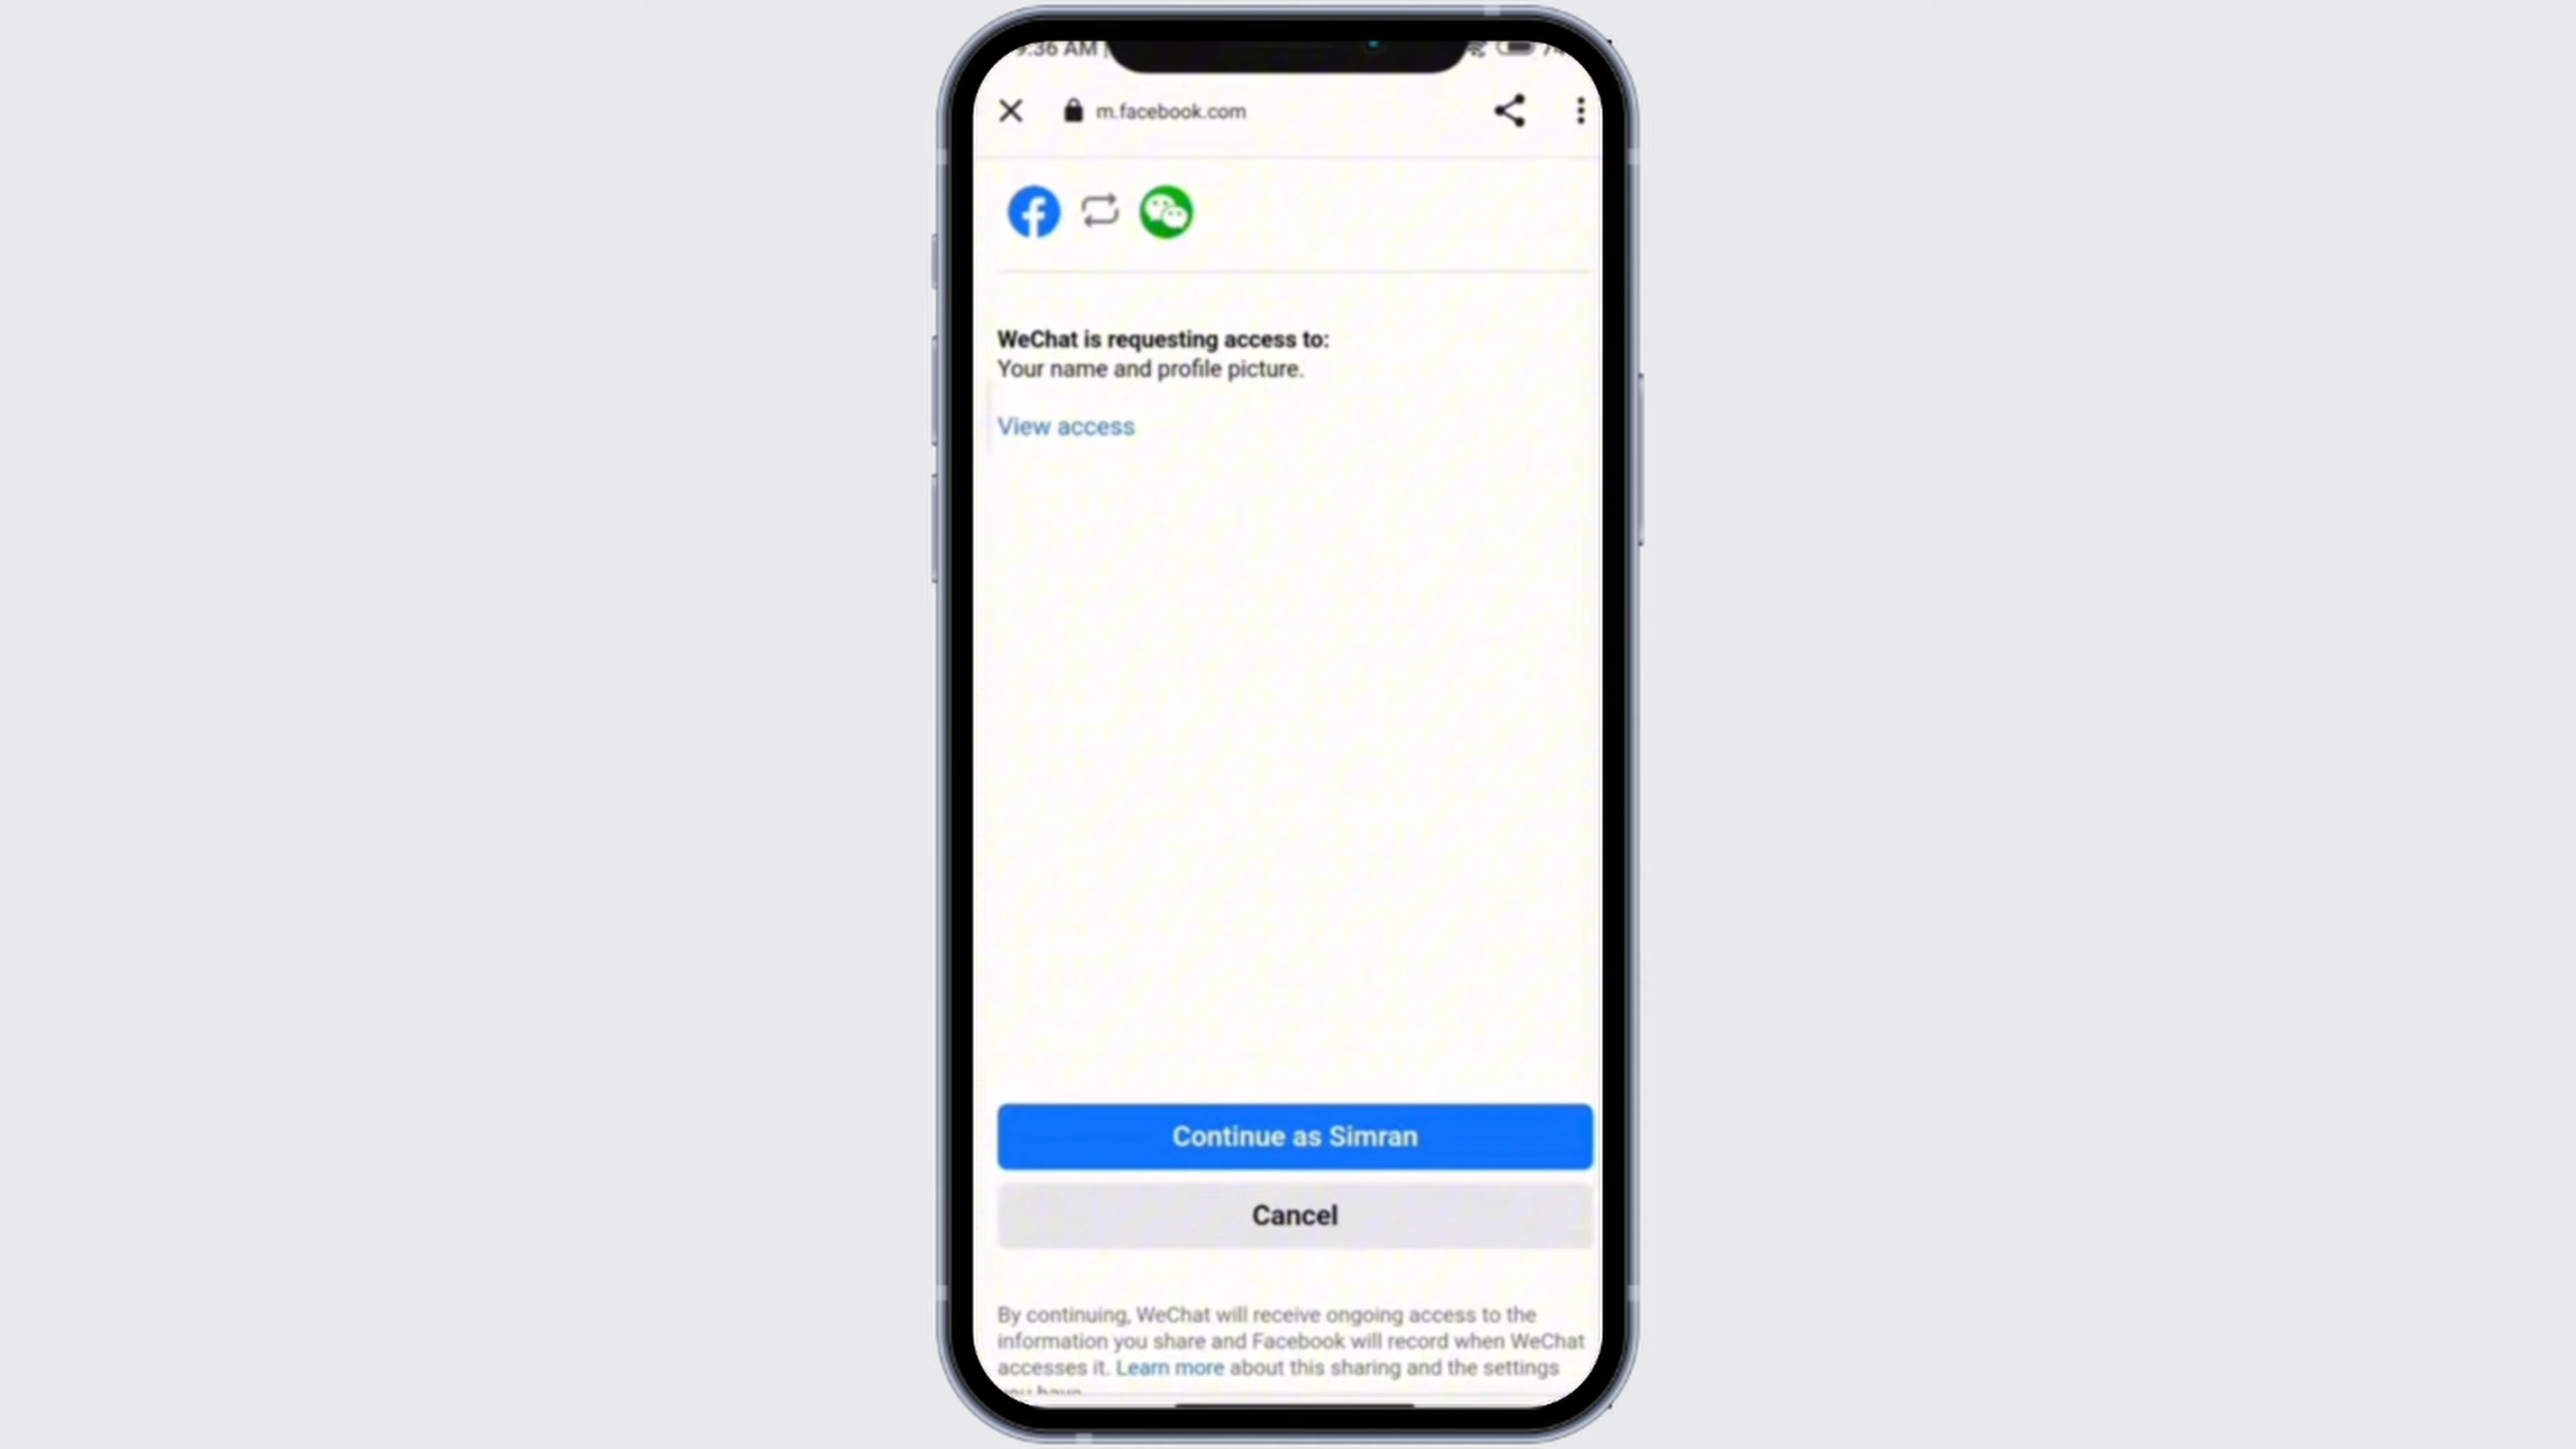 9:36 AM
m.facebook.com
WeChat is requesting access to:
Your name and profile picture.
View access
Continue as Simran
Cancel
By continuing, WeChat will receive ongoing access to the
information you share and Facebook will record when WeChat
accesses it. Learn more about this sharing and the settings
you have